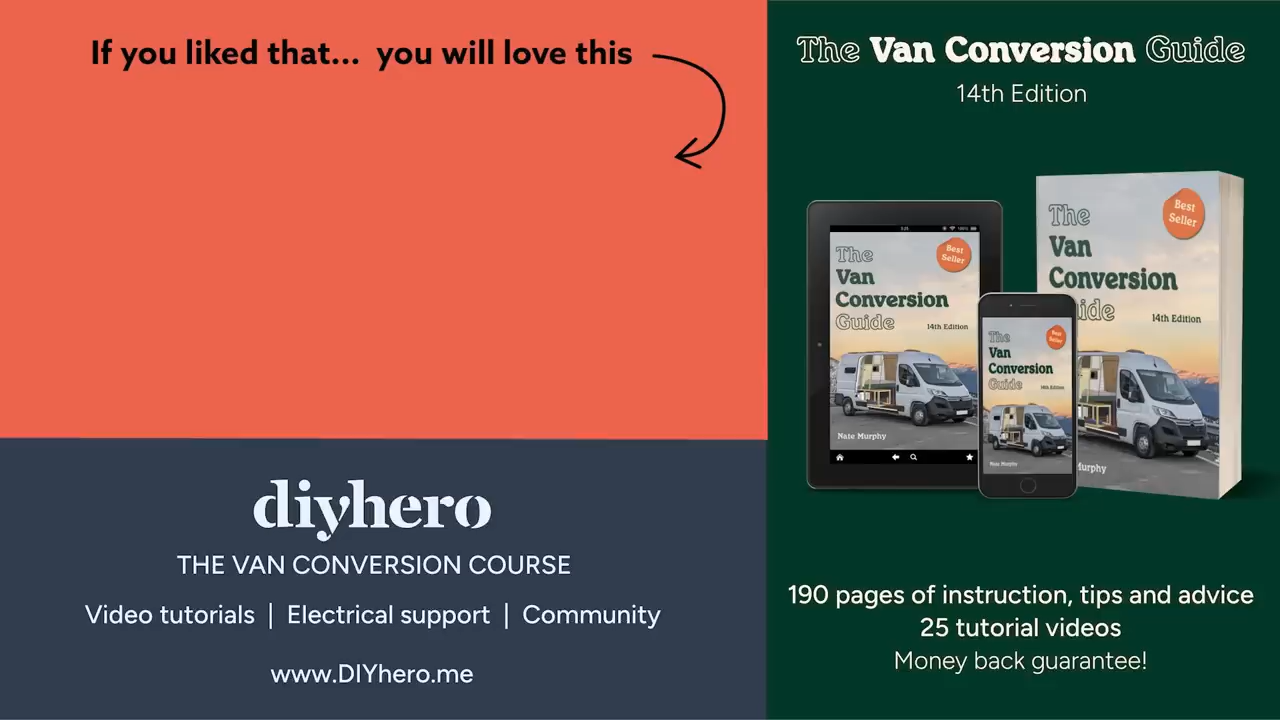 If you liked that... you will love this
diyhero
THE VAN CONVERSION COURSE
Video tutorials | Electrical support | Community
www.DIYhero.me
The Van Conversion Guide
14th Edition
The
Van
Conversion
Guide
14th Edition
Best
Seller
Nate Murphy
The
Van
Conversion
Guide
14th Edition
Best
Seller
Nate Murphy
The
Van
Conversion
uide
14th Edition
Best
Seller
Murphy
190 pages of instruction, tips and advice
25 tutorial videos
Money back guarantee!